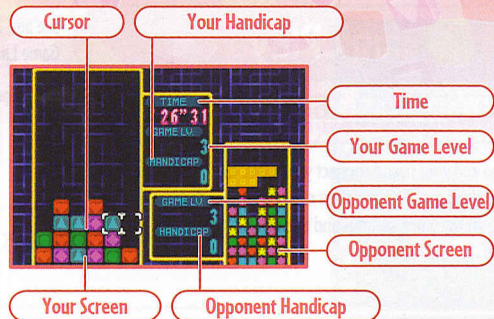 Cursor
Your Handicap
Time
Your Game Level
Opponent Game Level
Opponent Screen
Your Screen
Opponent Handicap
TIME
26"31
GAME LV.
3
HANDICAP
0
GAME LV.
3
HANDICAP
0